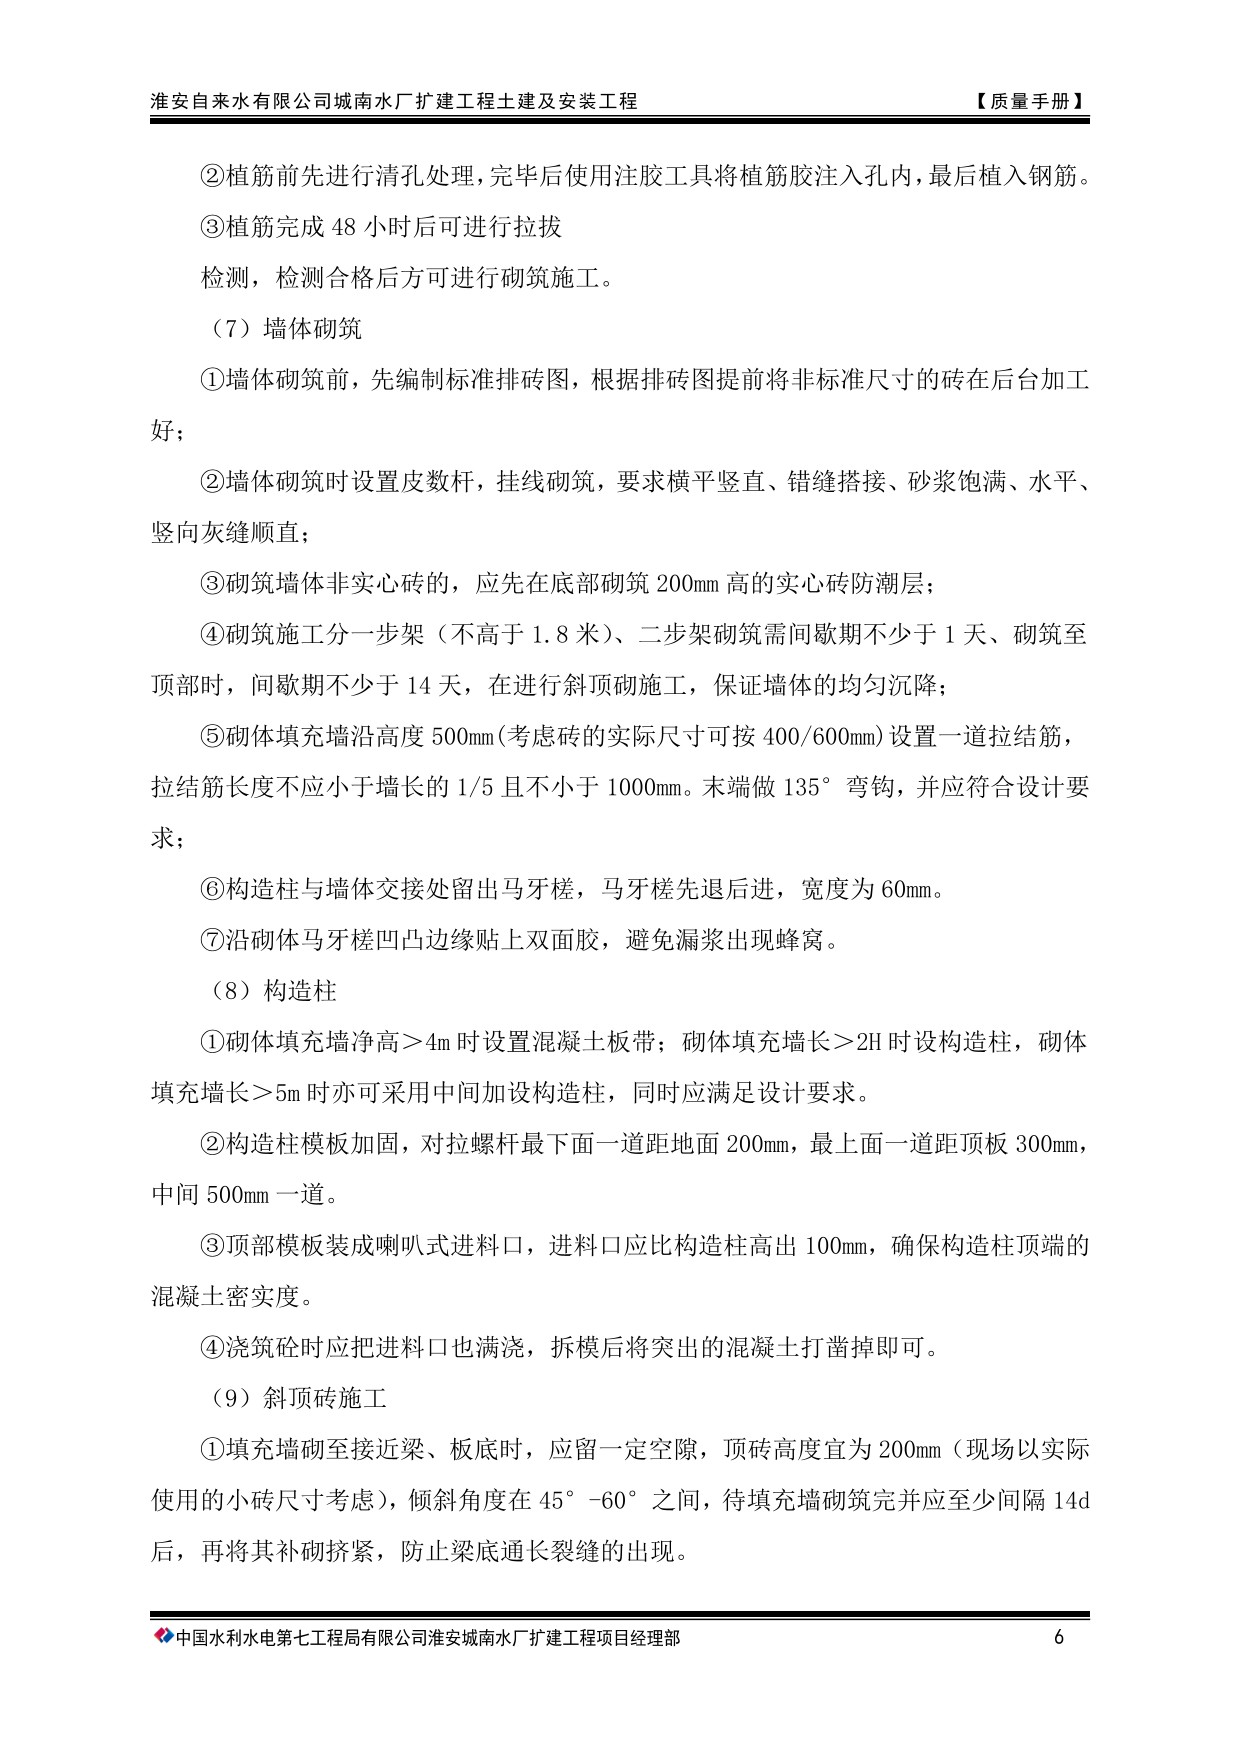 淮安自来水有限公司城南水厂扩建工程土建及安装工程 【质量手册】
②植筋前先进行清孔处理,完毕后使用注胶工具将植筋胶注入孔内,最后植入钢筋。
③植筋完成 48 小时后可进行拉拔
检测，检测合格后方可进行砌筑施工。
（7）墙体砌筑
①墙体砌筑前，先编制标准排砖图，根据排砖图提前将非标准尺寸的砖在后台加工
好；
②墙体砌筑时设置皮数杆，挂线砌筑，要求横平竖直、错缝搭接、砂浆饱满、水平、
竖向灰缝顺直；
③砌筑墙体非实心砖的，应先在底部砌筑 200mm 高的实心砖防潮层；
④砌筑施工分一步架（不高于 1.8 米）、二步架砌筑需间歇期不少于 1 天、砌筑至
顶部时，间歇期不少于 14 天，在进行斜顶砌施工，保证墙体的均匀沉降；
⑤砌体填充墙沿高度 500mm(考虑砖的实际尺寸可按 400/600mm)设置一道拉结筋，
拉结筋长度不应小于墙长的 1/5 且不小于 1000mm。末端做 135° 弯钩，并应符合设计要
求；
⑥构造柱与墙体交接处留出马牙槎，马牙槎先退后进，宽度为 60mm。
⑦沿砌体马牙槎凹凸边缘贴上双面胶，避免漏浆出现蜂窝。
（8）构造柱
①砌体填充墙净高＞4m 时设置混凝土板带；砌体填充墙长＞2H 时设构造柱，砌体
填充墙长＞5m 时亦可采用中间加设构造柱，同时应满足设计要求。
②构造柱模板加固，对拉螺杆最下面一道距地面 200mm，最上面一道距顶板 300mm，
中间 500mm 一道。
③顶部模板装成喇叭式进料口，进料口应比构造柱高出 100mm，确保构造柱顶端的
混凝土密实度。
④浇筑砼时应把进料口也满浇，拆模后将突出的混凝土打凿掉即可。
（9）斜顶砖施工
①填充墙砌至接近梁、板底时，应留一定空隙，顶砖高度宜为 200mm（现场以实际
使用的小砖尺寸考虑），倾斜角度在 45°-60°之间，待填充墙砌筑完并应至少间隔 14d
后，再将其补砌挤紧，防止梁底通长裂缝的出现。
中国水利水电第七工程局有限公司淮安城南水厂扩建工程项目经理部 6